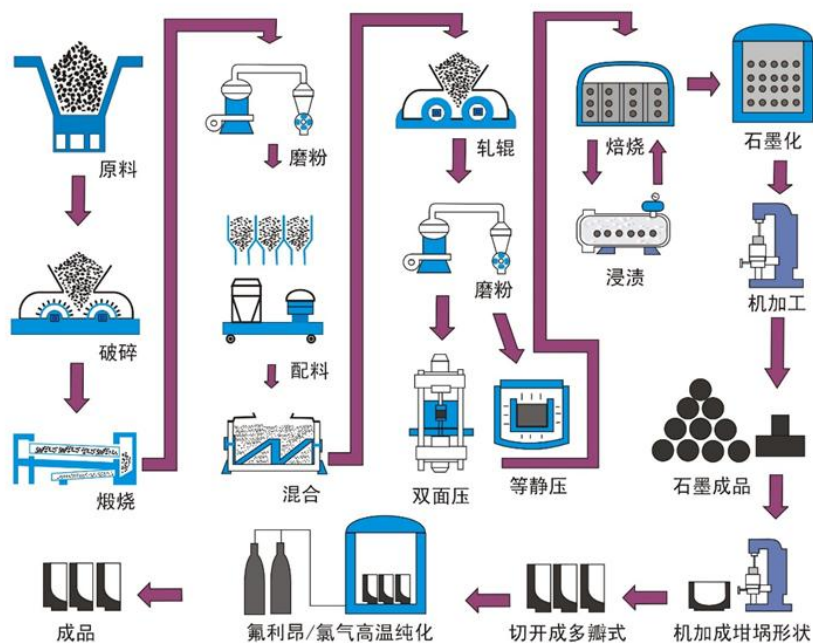 原料
破碎
煅烧
磨粉
配料
混合
轧辊
磨粉
双面压
等静压
焙烧
浸渍
石墨化
机加工
石墨成品
机加成坩埚形状
切开成多瓣式
氟利昂/氯气高温纯化
成品